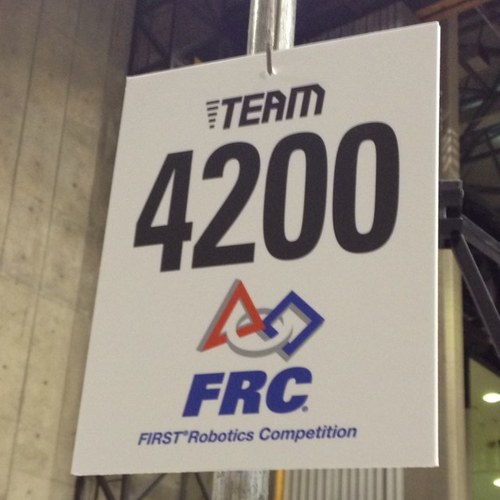 TEAM
4200
FRC®
FIRST® Robotics Competition